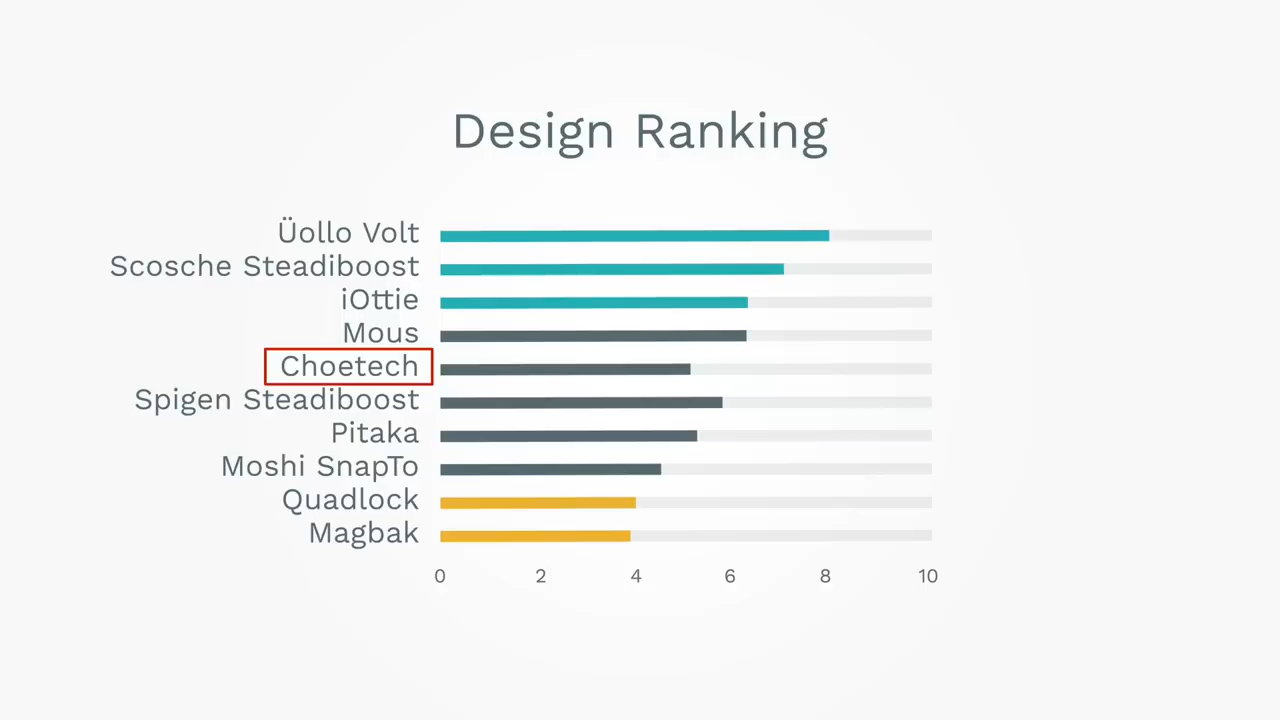 Design Ranking
Üollo Volt
Scosche Steadiboost
iOttie
Mous
Choetech
Spigen Steadiboost
Pitaka
Moshi SnapTo
Quadlock
Magbak
0 2 4 6 8 10